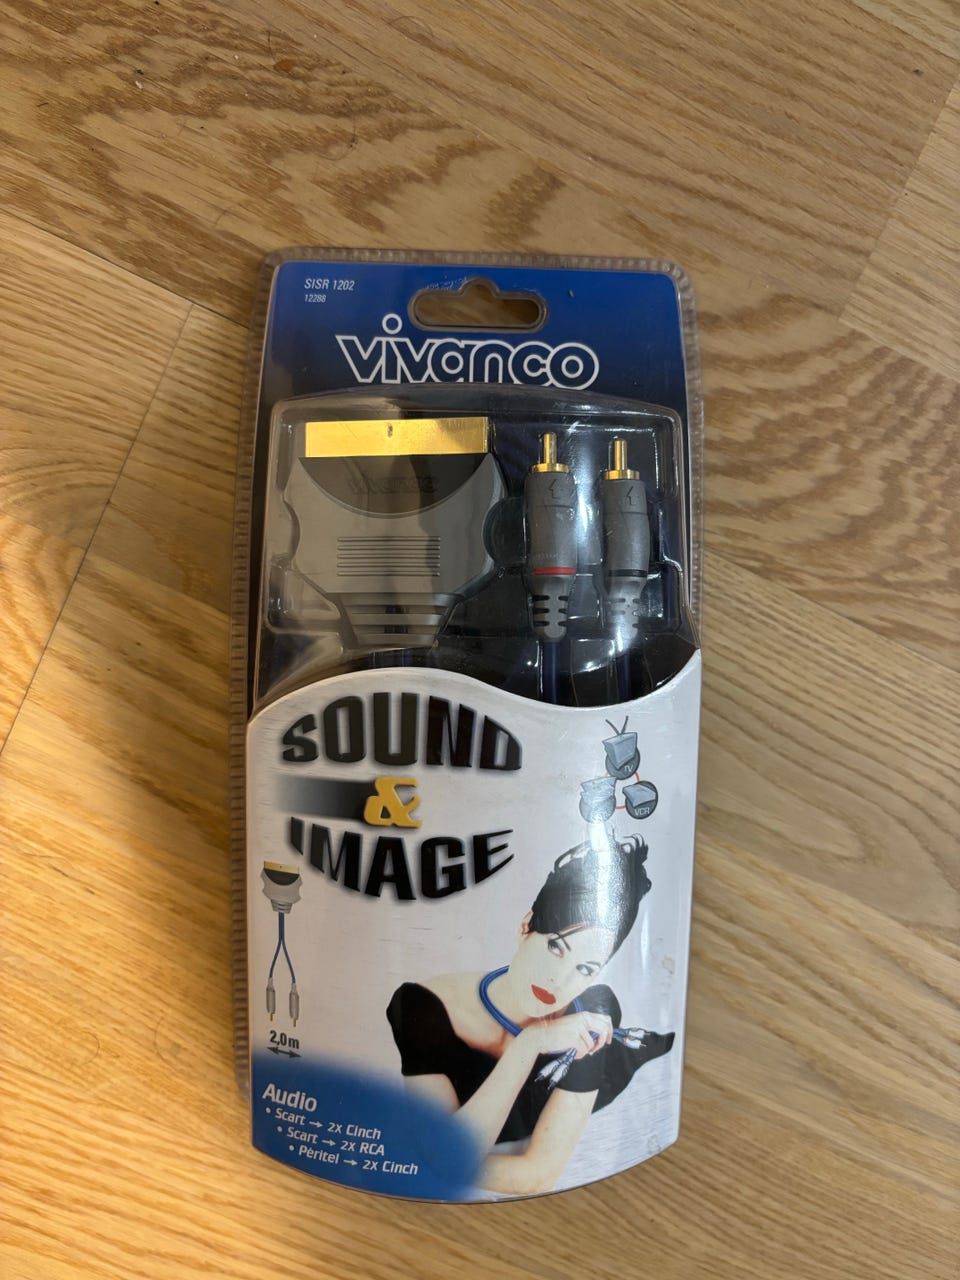 SISR 1202
12288
vivanco
vivanco
SOUND
&
IMAGE
TV
VCR
2,0m
Audio
• Scart → 2x Cinch
• Scart → 2x RCA
• Péritel → 2x Cinch